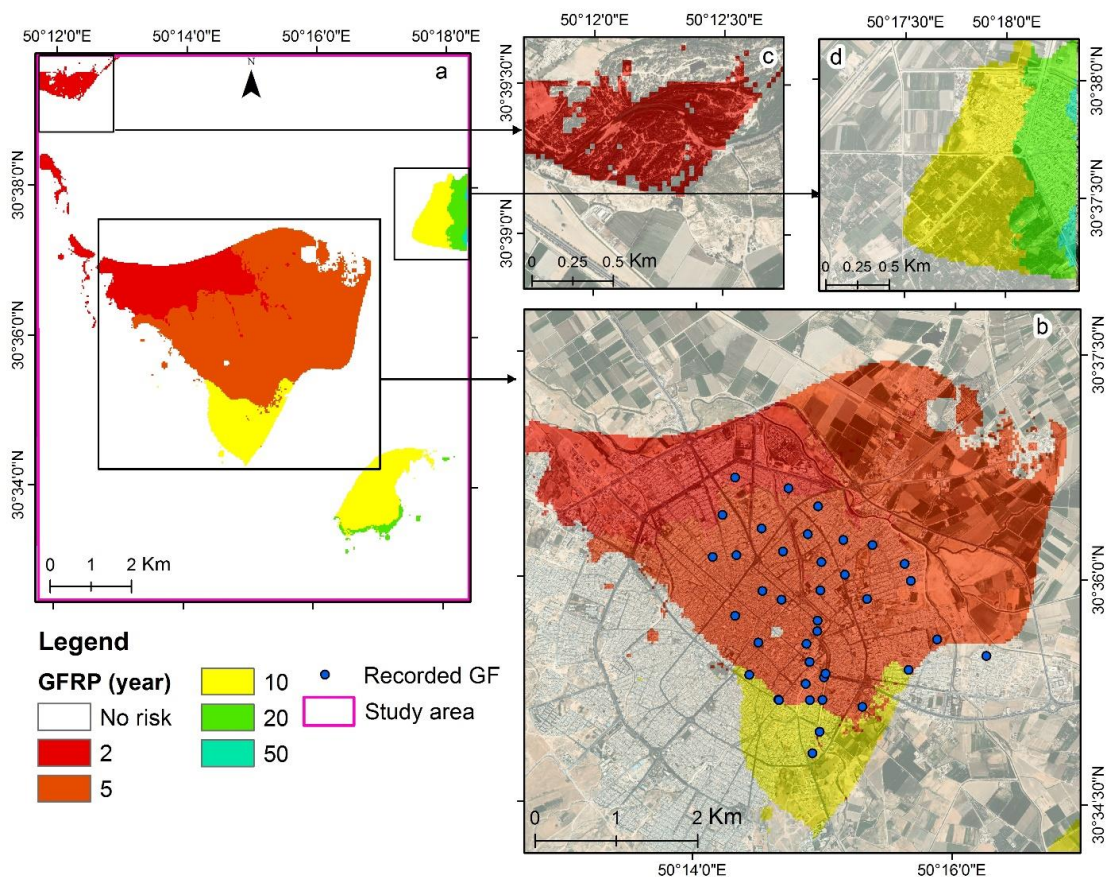 50°12'0"E 50°14'0"E 50°16'0"E 50°18'0"E
N
a
30°38'0"N
30°36'0"N
30°34'0"N
0 1 2 Km
50°12'0"E 50°12'30"E
c
30°39'30"N
30°39'0"N
0 0.25 0.5 Km
50°17'30"E 50°18'0"E
d
30°38'0"N
30°37'30"N
0 0.25 0.5 Km
b
30°37'30"N
30°36'0"N
30°34'30"N
0 1 2 Km
50°14'0"E 50°16'0"E
Legend
GFRP (year)
No risk
2
5
10
20
50
Recorded GF
Study area